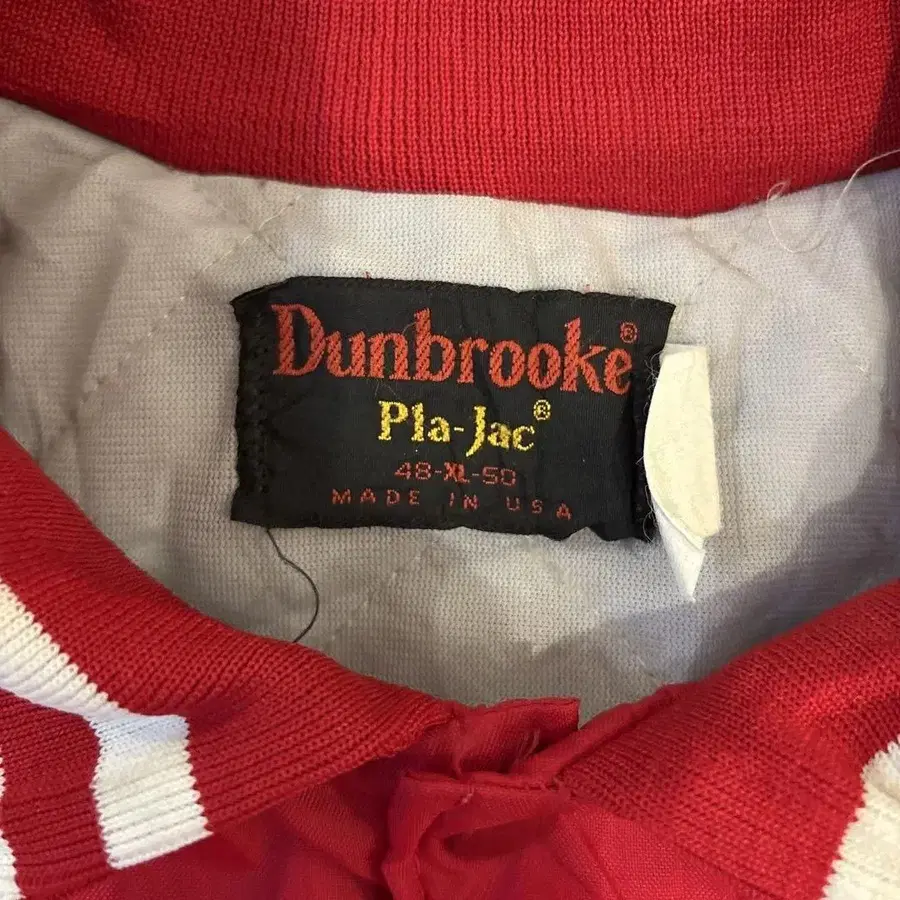 Dunbrooke®
Pla-Jac®
48-XL-50
MADE IN USA